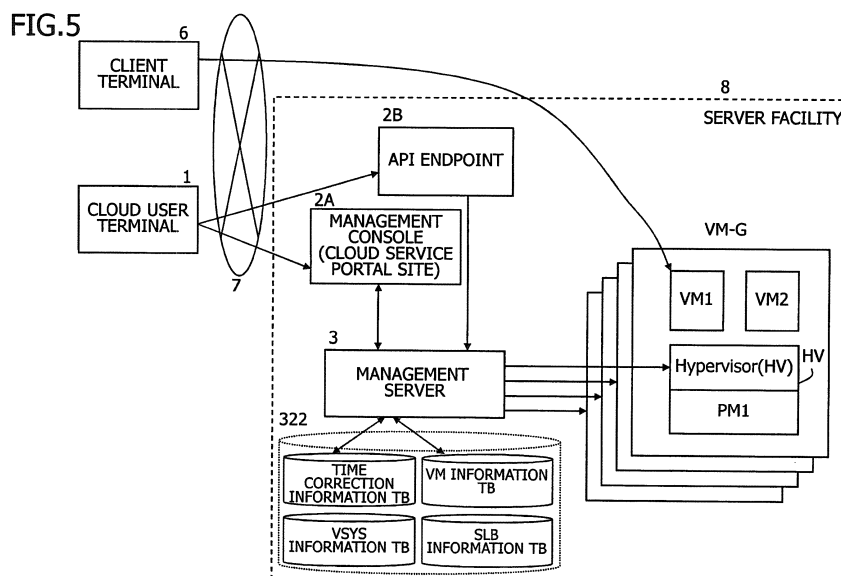 FIG.5
6
CLIENT
TERMINAL
8
SERVER FACILITY
2B
API ENDPOINT
1
CLOUD USER
TERMINAL
2A
MANAGEMENT
CONSOLE
(CLOUD SERVICE
PORTAL SITE)
7
VM-G
VM1
VM2
3
MANAGEMENT
SERVER
Hypervisor(HV)
HV
PM1
322
TIME
CORRECTION
INFORMATION TB
VM INFORMATION
TB
VSYS
INFORMATION TB
SLB
INFORMATION TB